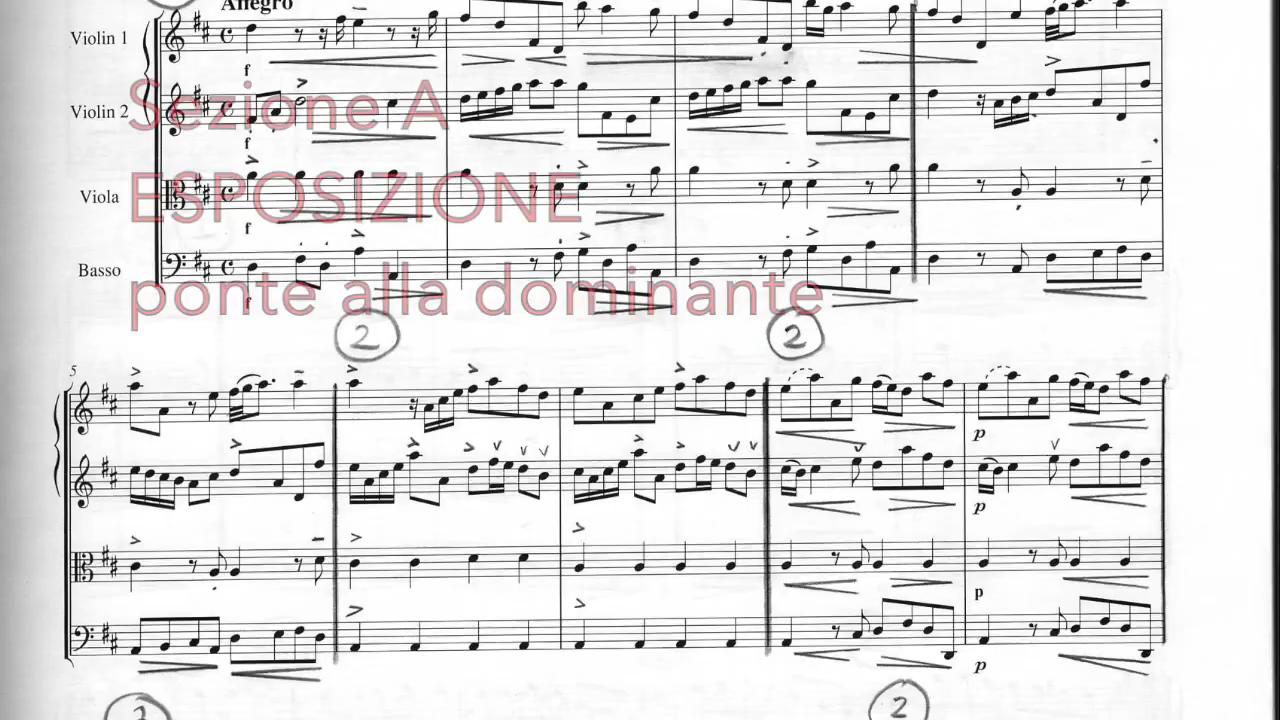 Allegro
Violin 1
f
Sezione A
Violin 2
f
ESPOSIZIONE
Viola
f
Basso
ponte alla dominante
f
2
2
5
p
p
p
p
2